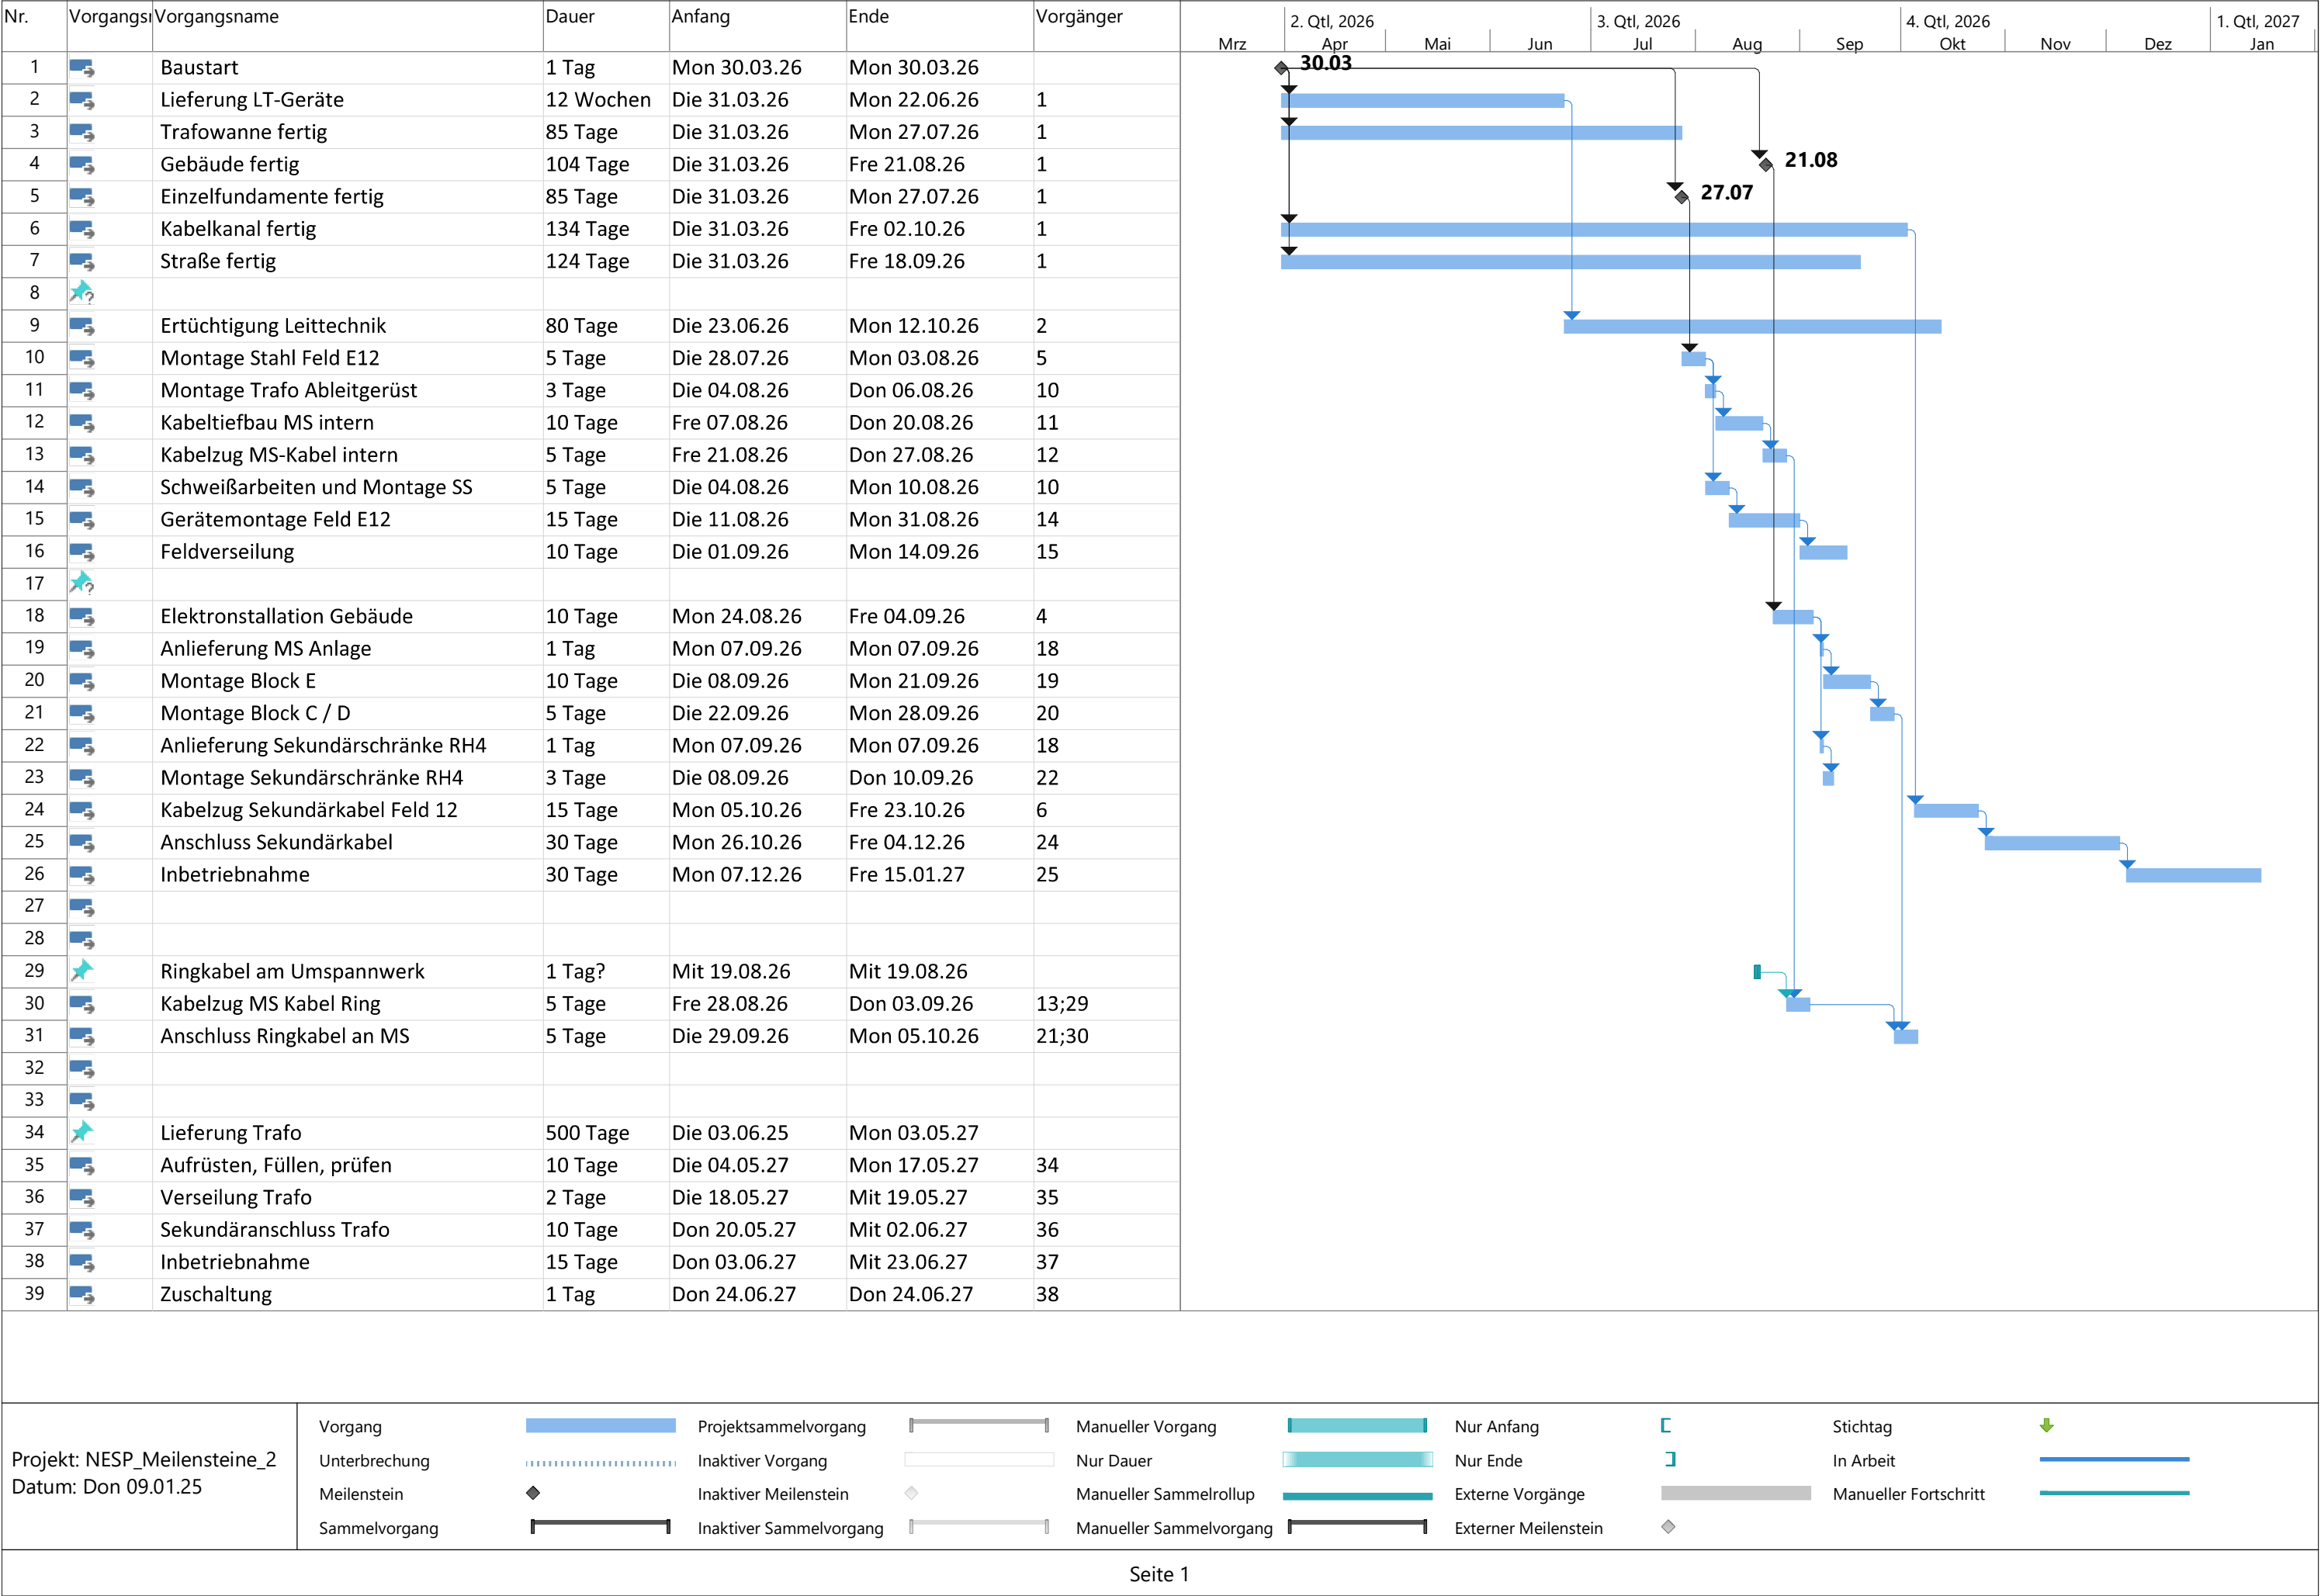 Nr. Vorgangsı Vorgangsname Dauer Anfang Ende Vorgänger
2. Qtl, 2026 3. Qtl, 2026 4. Qtl, 2026 1. Qtl, 2027
Mrz Apr Mai Jun Jul Aug Sep Okt Nov Dez Jan
1 Baustart 1 Tag Mon 30.03.26 Mon 30.03.26 30.03
2 Lieferung LT-Geräte 12 Wochen Die 31.03.26 Mon 22.06.26 1
3 Trafowanne fertig 85 Tage Die 31.03.26 Mon 27.07.26 1
4 Gebäude fertig 104 Tage Die 31.03.26 Fre 21.08.26 1 21.08
5 Einzelfundamente fertig 85 Tage Die 31.03.26 Mon 27.07.26 1 27.07
6 Kabelkanal fertig 134 Tage Die 31.03.26 Fre 02.10.26 1
7 Straße fertig 124 Tage Die 31.03.26 Fre 18.09.26 1
8
9 Ertüchtigung Leittechnik 80 Tage Die 23.06.26 Mon 12.10.26 2
10 Montage Stahl Feld E12 5 Tage Die 28.07.26 Mon 03.08.26 5
11 Montage Trafo Ableitgerüst 3 Tage Die 04.08.26 Don 06.08.26 10
12 Kabeltiefbau MS intern 10 Tage Fre 07.08.26 Don 20.08.26 11
13 Kabelzug MS-Kabel intern 5 Tage Fre 21.08.26 Don 27.08.26 12
14 Schweißarbeiten und Montage SS 5 Tage Die 04.08.26 Mon 10.08.26 10
15 Gerätemontage Feld E12 15 Tage Die 11.08.26 Mon 31.08.26 14
16 Feldverseilung 10 Tage Die 01.09.26 Mon 14.09.26 15
17
18 Elektronstallation Gebäude 10 Tage Mon 24.08.26 Fre 04.09.26 4
19 Anlieferung MS Anlage 1 Tag Mon 07.09.26 Mon 07.09.26 18
20 Montage Block E 10 Tage Die 08.09.26 Mon 21.09.26 19
21 Montage Block C / D 5 Tage Die 22.09.26 Mon 28.09.26 20
22 Anlieferung Sekundärschränke RH4 1 Tag Mon 07.09.26 Mon 07.09.26 18
23 Montage Sekundärschränke RH4 3 Tage Die 08.09.26 Don 10.09.26 22
24 Kabelzug Sekundärkabel Feld 12 15 Tage Mon 05.10.26 Fre 23.10.26 6
25 Anschluss Sekundärkabel 30 Tage Mon 26.10.26 Fre 04.12.26 24
26 Inbetriebnahme 30 Tage Mon 07.12.26 Fre 15.01.27 25
27
28
29 Ringkabel am Umspannwerk 1 Tag? Mit 19.08.26 Mit 19.08.26
30 Kabelzug MS Kabel Ring 5 Tage Fre 28.08.26 Don 03.09.26 13;29
31 Anschluss Ringkabel an MS 5 Tage Die 29.09.26 Mon 05.10.26 21;30
32
33
34 Lieferung Trafo 500 Tage Die 03.06.25 Mon 03.05.27
35 Aufrüsten, Füllen, prüfen 10 Tage Die 04.05.27 Mon 17.05.27 34
36 Verseilung Trafo 2 Tage Die 18.05.27 Mit 19.05.27 35
37 Sekundäranschluss Trafo 10 Tage Don 20.05.27 Mit 02.06.27 36
38 Inbetriebnahme 15 Tage Don 03.06.27 Mit 23.06.27 37
39 Zuschaltung 1 Tag Don 24.06.27 Don 24.06.27 38
Projekt: NESP_Meilensteine_2
Datum: Don 09.01.25
Vorgang Projektsammelvorgang Manueller Vorgang Nur Anfang Stichtag
Unterbrechung Inaktiver Vorgang Nur Dauer Nur Ende In Arbeit
Meilenstein Inaktiver Meilenstein Manueller Sammelrollup Externe Vorgänge Manueller Fortschritt
Sammelvorgang Inaktiver Sammelvorgang Manueller Sammelvorgang Externer Meilenstein
Seite 1